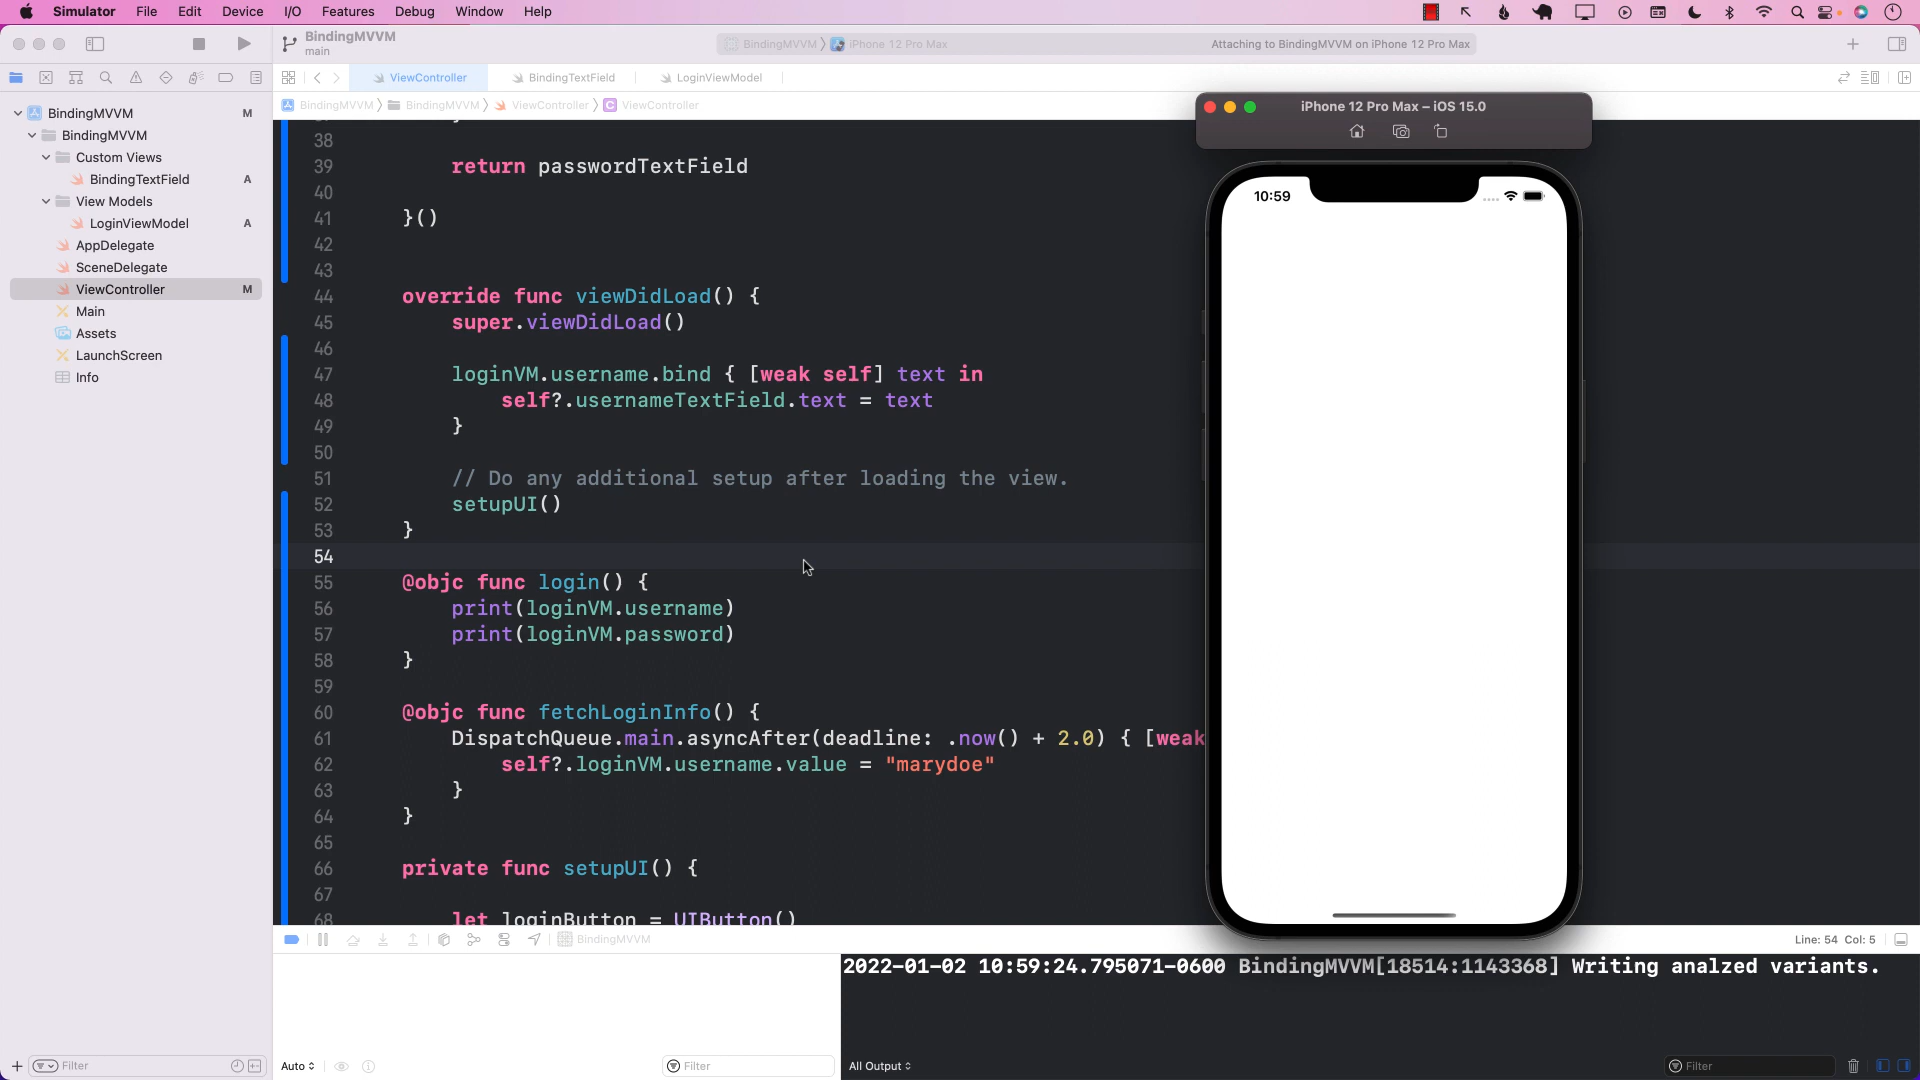 Simulator File Edit Device I/O Features Debug Window Help
BindingMVVM
main
BindingMVVM iPhone 12 Pro Max
Attaching to BindingMVVM on iPhone 12 Pro Max
ViewController BindingTextField LoginViewModel
BindingMVVM BindingMVVM ViewController C ViewController
BindingMVVM M
BindingMVVM
Custom Views
BindingTextField A
View Models
LoginViewModel A
AppDelegate
SceneDelegate
ViewController M
Main
Assets
LaunchScreen
Info
38
39 return passwordTextField
40
41 }()
42
43
44 override func viewDidLoad() {
45 super.viewDidLoad()
46
47 loginVM.username.bind { [weak self] text in
48 self?.usernameTextField.text = text
49 }
50
51 // Do any additional setup after loading the view.
52 setupUI()
53 }
54
55 @objc func login() {
56 print(loginVM.username)
57 print(loginVM.password)
58 }
59
60 @objc func fetchLoginInfo() {
61 DispatchQueue.main.asyncAfter(deadline: .now() + 2.0) { [weak
62 self?.loginVM.username.value = "marydoe"
63 }
64 }
65
66 private func setupUI() {
67
68 let loginButton = UIButton()
iPhone 12 Pro Max – iOS 15.0
10:59
BindingMVVM
Line: 54 Col: 5
2022-01-02 10:59:24.795071-0600 BindingMVVM[18514:1143368] Writing analzed variants.
Filter
Auto
Filter
All Output
Filter